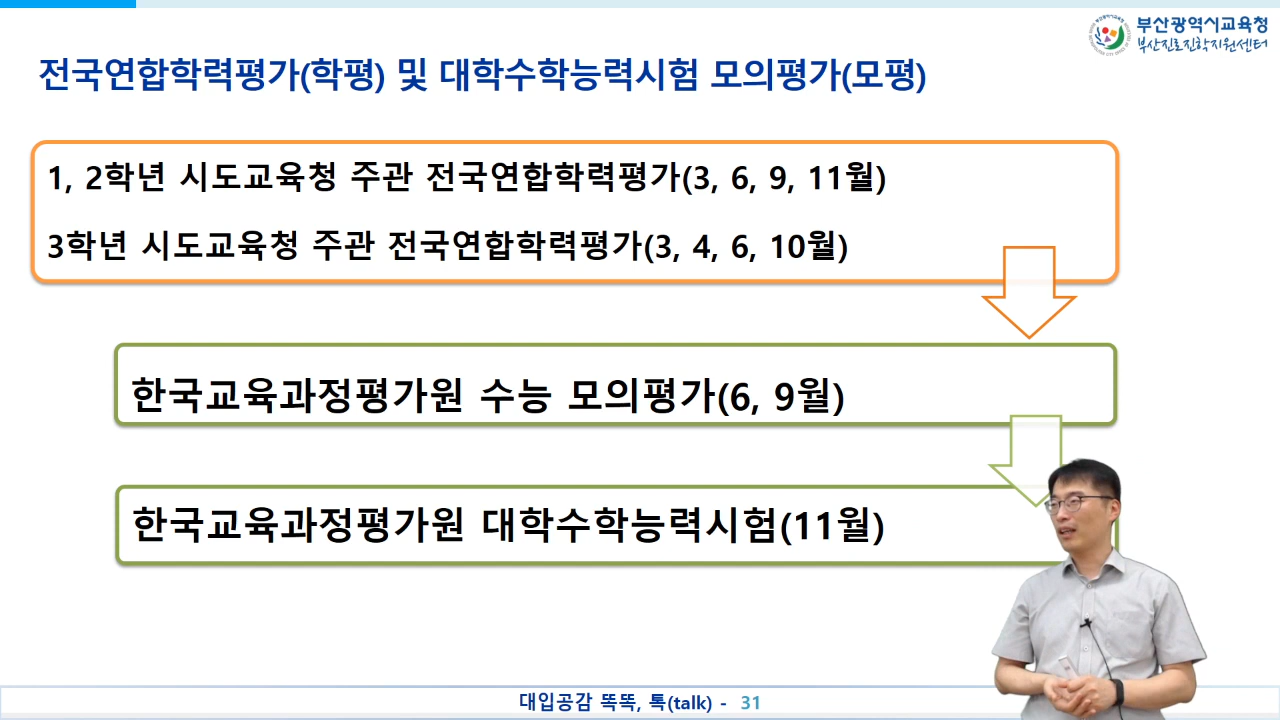 부산광역시교육청
부산진로진학지원센터
전국연합학력평가(학평) 및 대학수학능력시험 모의평가(모평)
1, 2학년 시도교육청 주관 전국연합학력평가(3, 6, 9, 11월)
3학년 시도교육청 주관 전국연합학력평가(3, 4, 6, 10월)
한국교육과정평가원 수능 모의평가(6, 9월)
한국교육과정평가원 대학수학능력시험(11월)
대입공감 똑똑, 톡(talk) - 31